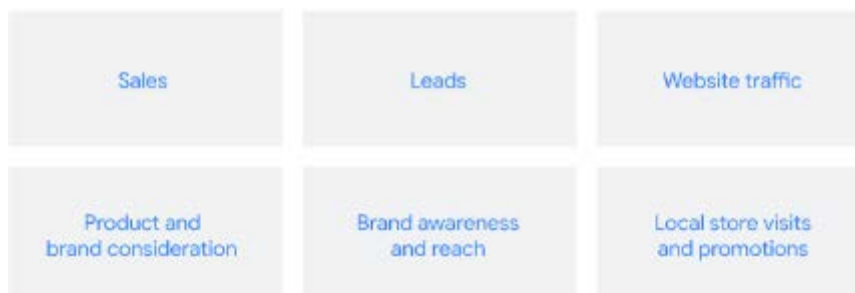 Sales
Leads
Website traffic
Product and
brand consideration
Brand awareness
and reach
Local store visits
and promotions